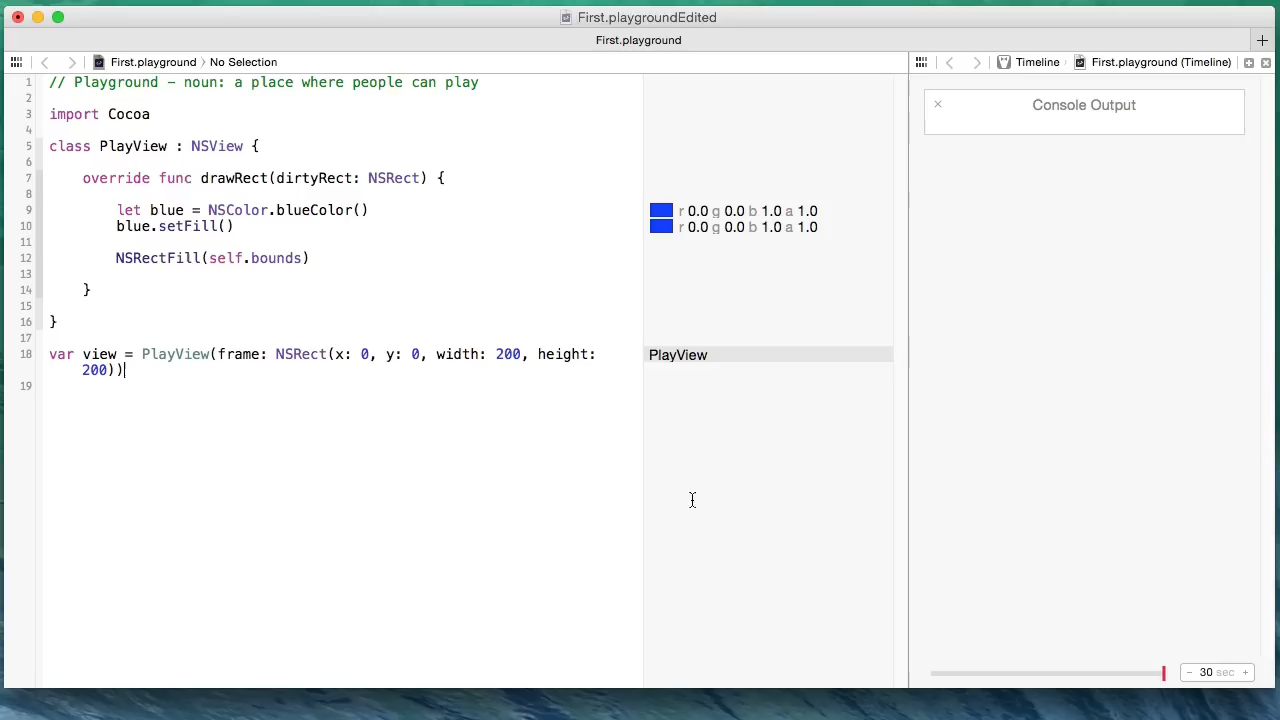 First.playgroundEdited
First.playground
First.playground › No Selection
Timeline › First.playground (Timeline)
1 // Playground - noun: a place where people can play
2
3 import Cocoa
4
5 class PlayView : NSView {
6
7 override func drawRect(dirtyRect: NSRect) {
8
9 let blue = NSColor.blueColor()
10 blue.setFill()
11
12 NSRectFill(self.bounds)
13
14 }
15
16 }
17
18 var view = PlayView(frame: NSRect(x: 0, y: 0, width: 200, height:
200))
19
r 0.0 g 0.0 b 1.0 a 1.0
r 0.0 g 0.0 b 1.0 a 1.0
PlayView
Console Output
- 30 sec +